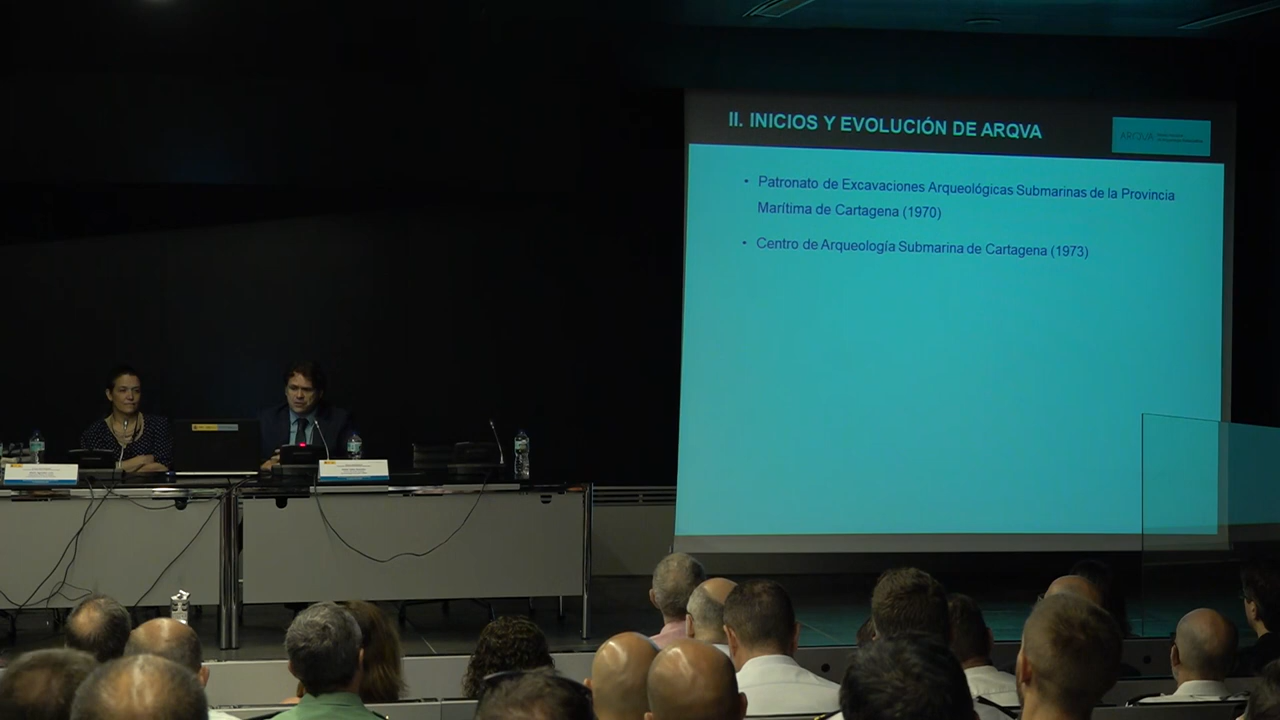 II. INICIOS Y EVOLUCIÓN DE ARQVA
ARQUA
• Patronato de Excavaciones Arqueológicas Submarinas de la Provincia
Marítima de Cartagena (1970)
• Centro de Arqueología Submarina de Cartagena (1973)